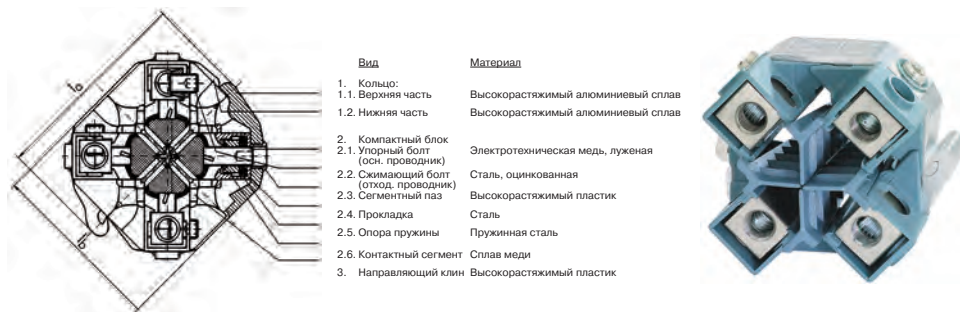 Вид Материал
1. Кольцо:
1.1. Верхняя часть Высокорастяжимый алюминиевый сплав
1.2. Нижняя часть Высокорастяжимый алюминиевый сплав
2. Компактный блок
2.1. Упорный болт Электротехническая медь, луженая
(осн. проводник)
2.2. Сжимающий болт Сталь, оцинкованная
(отход. проводник)
2.3. Сегментный паз Высокорастяжимый пластик
2.4. Прокладка Сталь
2.5. Опора пружины Пружинная сталь
2.6. Контактный сегмент Сплав меди
3. Направляющий клин Высокорастяжимый пластик